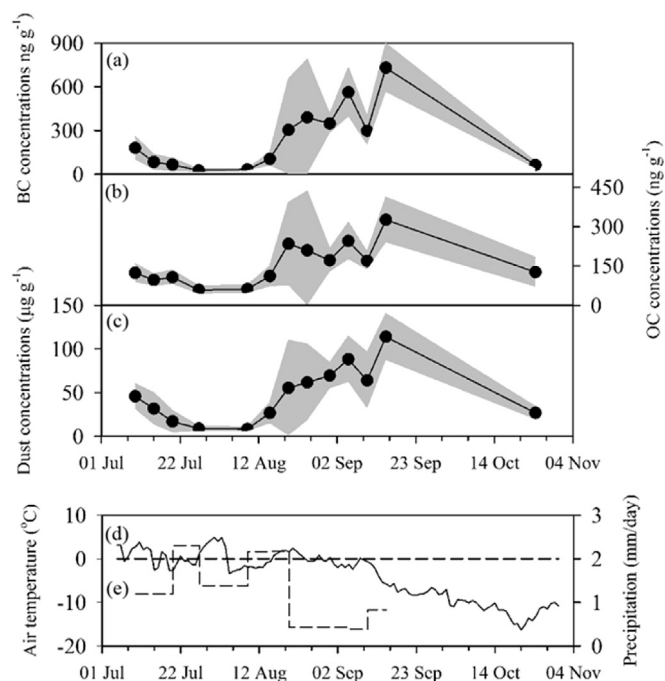 900
(a)
600
300
0
BC concentrations ng g-1
(b)
450
300
150
0
OC concentrations (ng g-1)
150
(c)
100
50
0
Dust concentrations (μg g-1)
01 Jul 22 Jul 12 Aug 02 Sep 23 Sep 14 Oct 04 Nov
10
(d)
0
(e)
-10
-20
Air temperature (°C)
3
2
1
0
Precipitation (mm/day)
01 Jul 22 Jul 12 Aug 02 Sep 23 Sep 14 Oct 04 Nov